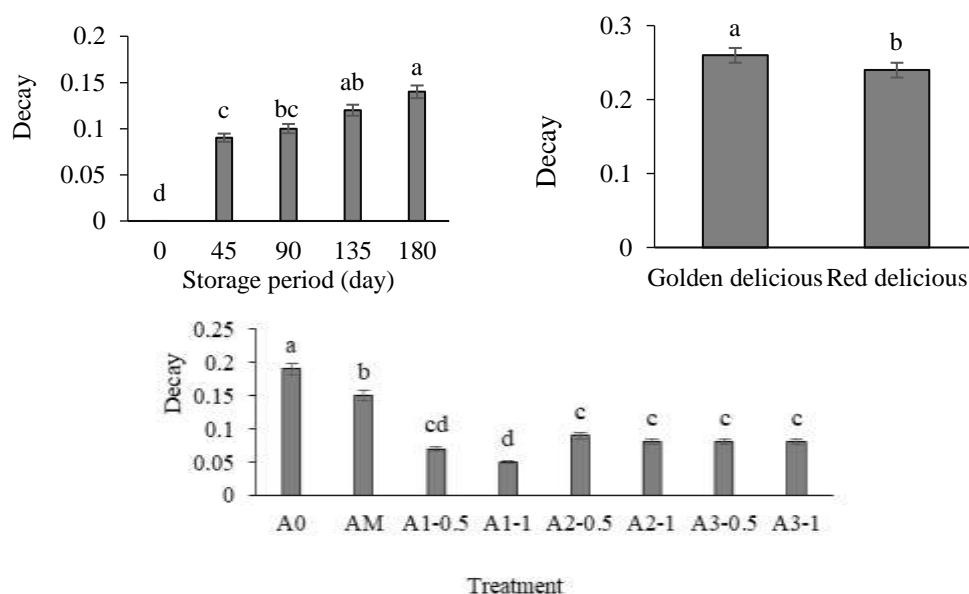 0.2
0.15
0.1
0.05
0
Decay
d
c
bc
ab
a
0 45 90 135 180
Storage period (day)
0.3
0.2
0.1
0
Decay
a
b
Golden delicious Red delicious
0.25
0.2
0.15
0.1
0.05
0
Decay
a
b
cd
d
c
c
c
c
A0 AM A1-0.5 A1-1 A2-0.5 A2-1 A3-0.5 A3-1
Treatment